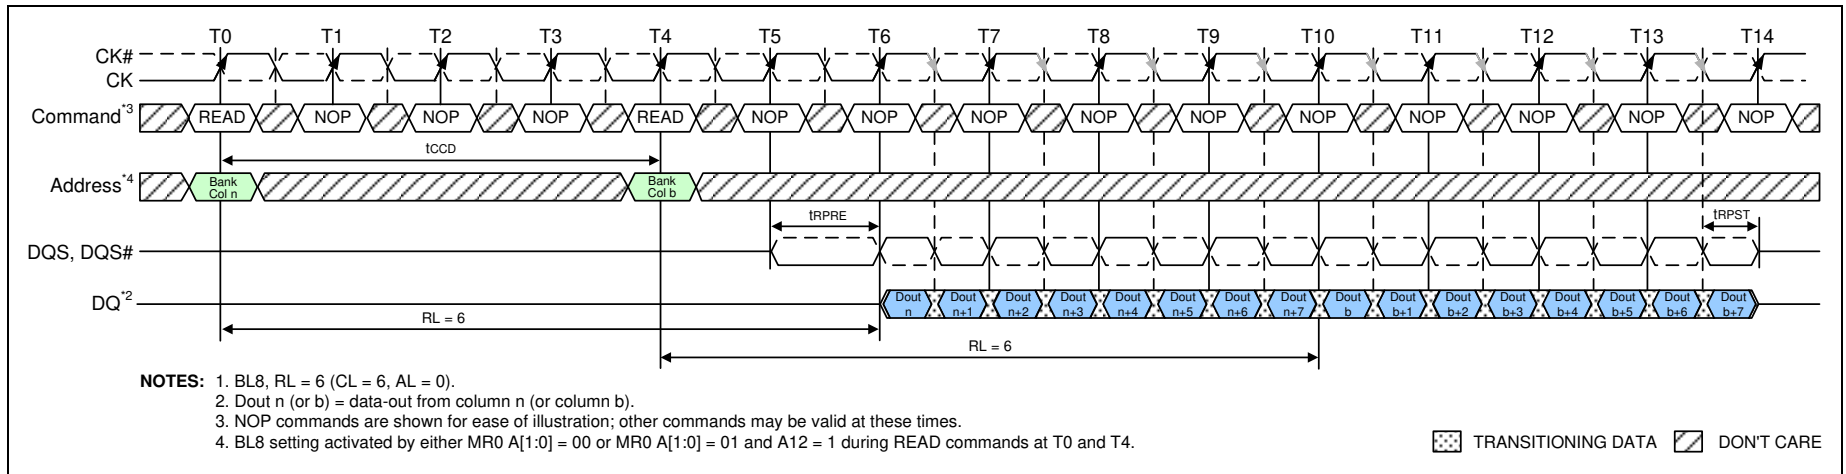 T0 T1 T2 T3 T4 T5 T6 T7 T8 T9 T10 T11 T12 T13 T14
CK#
CK
Command*3 READ NOP NOP NOP READ NOP NOP NOP NOP NOP NOP NOP NOP NOP NOP
tCCD
Address*4 Bank Col n Bank Col b
tRPRE tRPST
DQS, DQS#
DQ*2 Dout n Dout n+1 Dout n+2 Dout n+3 Dout n+4 Dout n+5 Dout n+6 Dout n+7 Dout b Dout b+1 Dout b+2 Dout b+3 Dout b+4 Dout b+5 Dout b+6 Dout b+7
RL = 6
RL = 6
NOTES: 1. BL8, RL = 6 (CL = 6, AL = 0).
2. Dout n (or b) = data-out from column n (or column b).
3. NOP commands are shown for ease of illustration; other commands may be valid at these times.
4. BL8 setting activated by either MR0 A[1:0] = 00 or MR0 A[1:0] = 01 and A12 = 1 during READ commands at T0 and T4.
TRANSITIONING DATA DON'T CARE